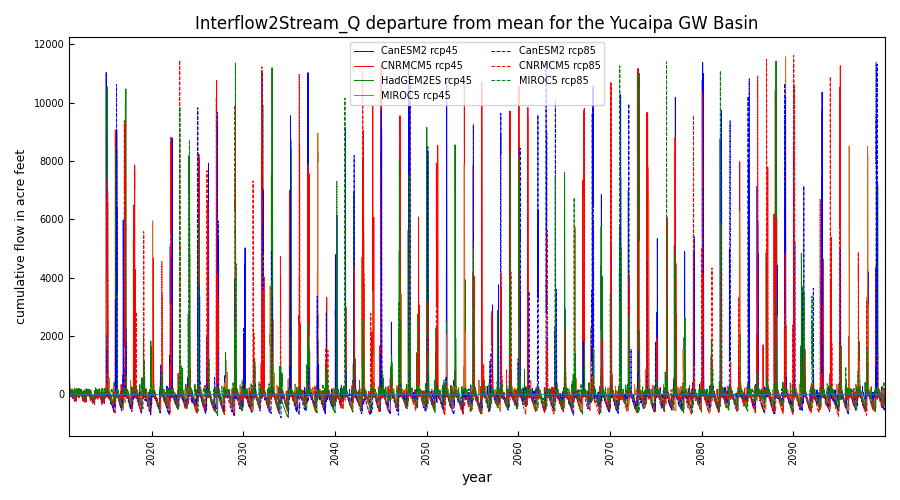 Interflow2Stream_Q departure from mean for the Yucaipa GW Basin
CanESM2 rcp45
CNRMCM5 rcp45
HadGEM2ES rcp45
MIROC5 rcp45
CanESM2 rcp85
CNRMCM5 rcp85
MIROC5 rcp85
cumulative flow in acre feet
12000
10000
8000
6000
4000
2000
0
2020
2030
2040
2050
2060
2070
2080
2090
year